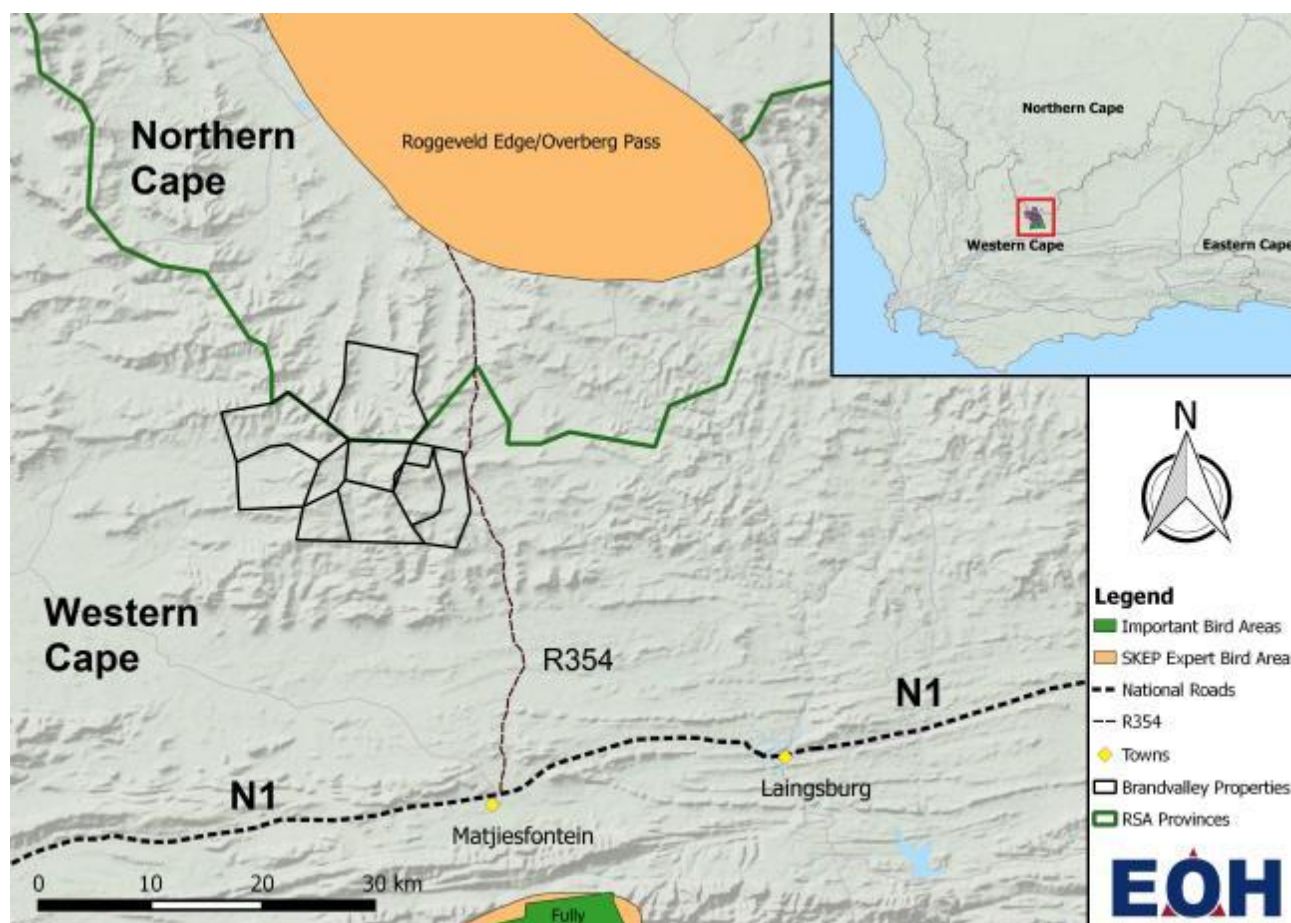 Northern
Cape
Roggeveld Edge/Overberg Pass
Northern Cape
Western Cape
Eastern Cape
N
Western
Cape
R354
N1
N1
Laingsburg
Matjiesfontein
0 10 20 30 km
Fully
Legend
Important Bird Areas
SKEP Expert Bird Area
National Roads
R354
Towns
Brandvalley Properties
RSA Provinces
EOH